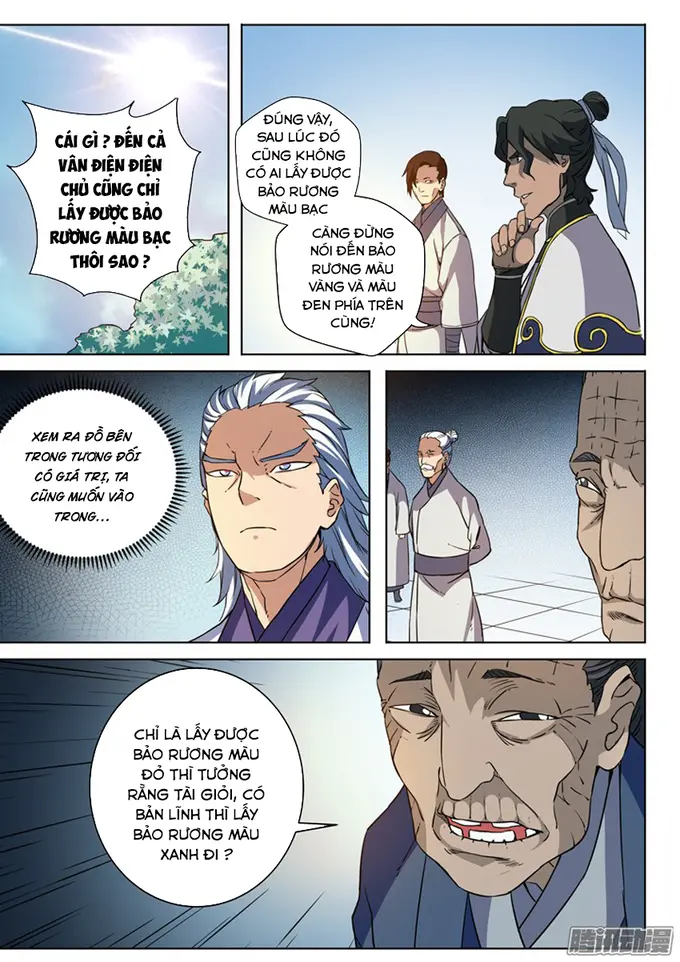 CÁI GÌ ? ĐẾN CẢ
VÂN ĐIỆN ĐIỆN
CHỦ CŨNG CHỈ
LẤY ĐƯỢC BẢO
RƯƠNG MÀU BẠC
THÔI SAO ?
ĐÚNG VẬY,
SAU LÚC ĐÓ
CŨNG KHÔNG
CÓ AI LẤY ĐƯỢC
BẢO RƯƠNG
MÀU BẠC
CÀNG ĐỪNG
NÓI ĐẾN BẢO
RƯƠNG MÀU
VÀNG VÀ MÀU
ĐEN PHÍA TRÊN
CÙNG!
XEM RA ĐỒ BÊN
TRONG TƯƠNG ĐỐI
CÓ GIÁ TRỊ, TA
CŨNG MUỐN VÀO
TRONG...
CHỈ LÀ LẤY ĐƯỢC
BẢO RƯƠNG MÀU
ĐỎ THÌ TƯỞNG
RẰNG TÀI GIỎI, CÓ
BẢN LĨNH THÌ LẤY
BẢO RƯƠNG MÀU
XANH ĐI ?
腾讯动漫